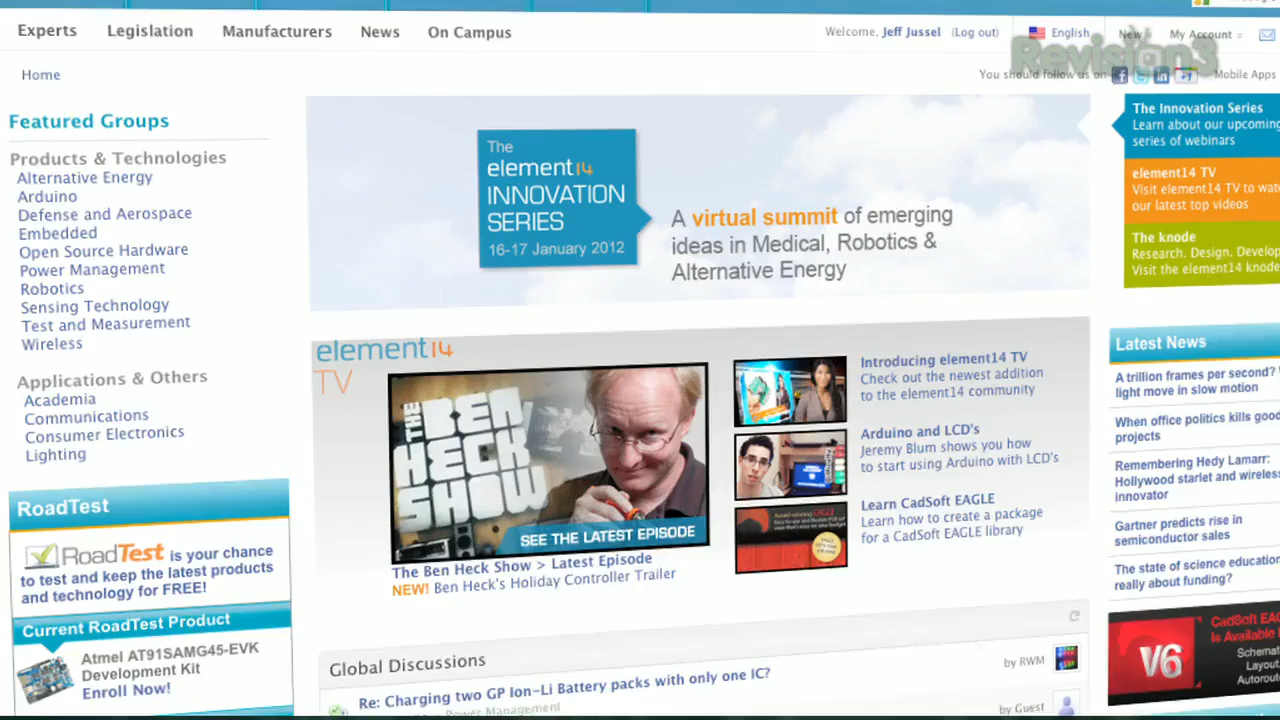 Experts Legislation Manufacturers News On Campus
Welcome, Jeff Jussel (Log out) English New My Account
Revision3
Home
You should follow us on Mobile Apps
Featured Groups
Products & Technologies
Alternative Energy
Arduino
Defense and Aerospace
Embedded
Open Source Hardware
Power Management
Robotics
Sensing Technology
Test and Measurement
Wireless
Applications & Others
Academia
Communications
Consumer Electronics
Lighting
RoadTest
RoadTest is your chance
to test and keep the latest products
and technology for FREE!
Current RoadTest Product
Atmel AT91SAMG45-EVK
Development Kit
Enroll Now!
The
element14
INNOVATION
SERIES
16-17 January 2012
A virtual summit of emerging
ideas in Medical, Robotics &
Alternative Energy
element14
TV
THE
BEN
HECK
SHOW
SEE THE LATEST EPISODE
The Ben Heck Show > Latest Episode
NEW! Ben Heck's Holiday Controller Trailer
Introducing element14 TV
Check out the newest addition
to the element14 community
Arduino and LCD's
Jeremy Blum shows you how
to start using Arduino with LCD's
Learn CadSoft EAGLE
Learn how to create a package
for a CadSoft EAGLE library
Global Discussions
Re: Charging two GP Ion-Li Battery packs with only one IC?
by RWM
Power Management
by Guest
The Innovation Series
Learn about our upcoming
series of webinars
element14 TV
Visit element14 TV to wat
our latest top videos
The knode
Research. Design. Develop
Visit the element14 knode
Latest News
A trillion frames per second?
light move in slow motion
When office politics kills good
projects
Remembering Hedy Lamarr:
Hollywood starlet and wireless
innovator
Gartner predicts rise in
semiconductor sales
The state of science education
really about funding?
V6
CadSoft EAG
Is Available
Schemat
Layout
Autorout